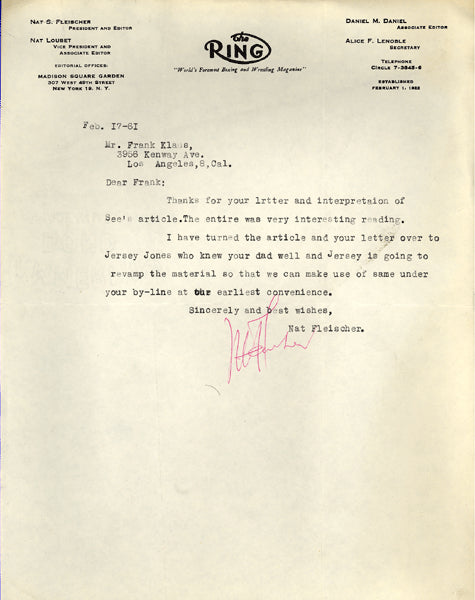 NAT S. FLEISCHER
PRESIDENT AND EDITOR
NAT LOUBET
VICE PRESIDENT AND
ASSOCIATE EDITOR
EDITORIAL OFFICES:
MADISON SQUARE GARDEN
307 WEST 49TH STREET
NEW YORK 19. N. Y.
the
RING
"World's Foremost Boxing and Wrestling Magazine"
DANIEL M. DANIEL
ASSOCIATE EDITOR
ALICE F. LENOBLE
SECRETARY
TELEPHONE
CIRCLE 7-3545-6
ESTABLISHED
FEBRUARY 1, 1922
Feb. I7-6I
Mr. Frank Klaus,
3956 Kenway Ave.
Los Angeles,8,Cal.
Dear Frank:
Thanks for your lrtter and interpretaion of
See's article.The entire was very interesting reading.
I have turned the article and your letter over to
Jersey Jones who knew your dad well and Jersey is going to
revamp the material so that we can make use of same under
your by-line at our earliest convenience.
Sincerely and best wishes,
Nat Fleischer.
Nat Fleischer